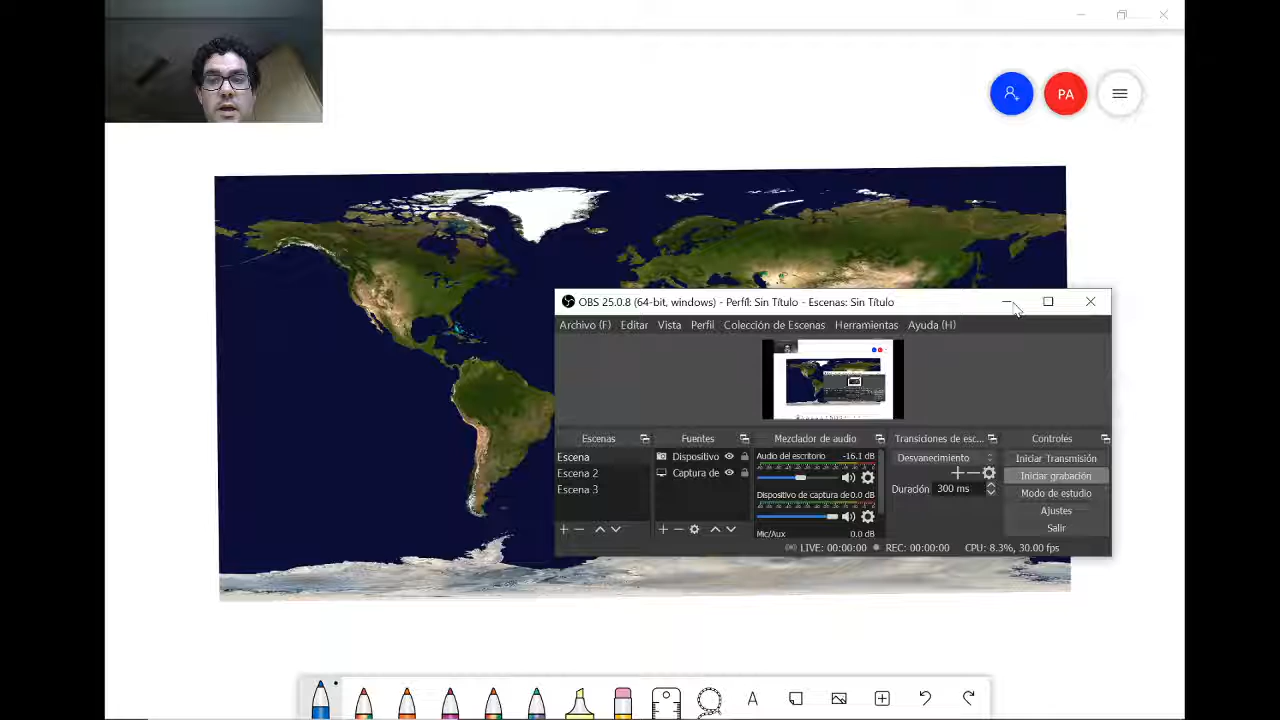 PA
OBS 25.0.8 (64-bit, windows) - Perfil: Sin Título - Escenas: Sin Título
Archivo (F) Editar Vista Perfil Colección de Escenas Herramientas Ayuda (H)
Escenas Fuentes Mezclador de audio Transiciones de esc... Controles
Escena
Escena 2
Escena 3
Dispositivo
Captura de
Audio del escritorio -16.1 dB
Dispositivo de captura de 0.0 dB
Mic/Aux 0.0 dB
Desvanecimiento
Duración 300 ms
Iniciar Transmisión
Iniciar grabación
Modo de estudio
Ajustes
Salir
LIVE: 00:00:00 REC: 00:00:00 CPU: 8.3%, 30.00 fps
A